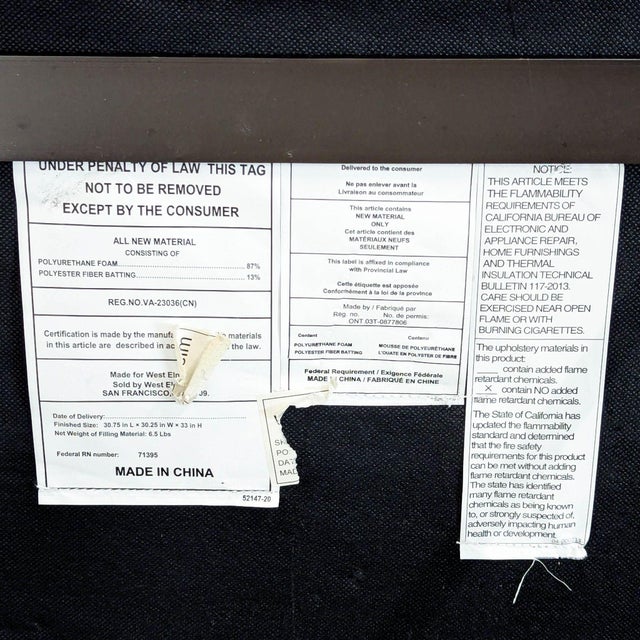 UNDER PENALTY OF LAW THIS TAG
NOT TO BE REMOVED
EXCEPT BY THE CONSUMER
ALL NEW MATERIAL
CONSISTING OF
POLYURETHANE FOAM 87%
POLYESTER FIBER BATTING 13%
REG.NO.VA-23036(CN)
Certification is made by the materials
in this article are described in the law.
Made for West
Sold by West
SAN FRANCISCO,
Date of Delivery:
Finished Size: 30.75 in L × 30.25 in W × 33 in H
Net Weight of Filling Material: 6.5 Lbs
Federal RN number: 71395
MADE IN CHINA
52147-20
elm
SK
PO:
DAT
MAD
Delivered to the consumer
Ne pas enlever avant la
Livraison au consommateur
This article contains
NEW MATERIAL
ONLY
Cet article contient des
MATÉRIAUX NEUFS
SEULEMENT
This label is affixed in compliance
with Provincial Law
Cette étiquette est apposée
Conformément à la loi de la province
Made by / Fabriqué par
Reg. no. No. de permis:
ONT 03T-0877806
Content Contenu
POLYURETHANE FOAM MOUSSE DE POLYEURÉTHANE
POLYESTER FIBER BATTING L'OUATE EN POLYSTER DE FIBRE
Federal Requirement / Exigence Fédérale
MADE CHINA / FABRIQUÉ EN CHINE
NOTICE:
THIS ARTICLE MEETS
THE FLAMMABILITY
REQUIREMENTS OF
CALIFORNIA BUREAU OF
ELECTRONIC AND
APPLIANCE REPAIR,
HOME FURNISHINGS
AND THERMAL
INSULATION TECHNICAL
BULLETIN 117-2013.
CARE SHOULD BE
EXERCISED NEAR OPEN
FLAME OR WITH
BURNING CIGARETTES.
The upholstery materials in
this product:
____ contain added flame
retardant chemicals.
__X__ contain NO added
flame retardant chemicals.
The State of California has
updated the flammability
standard and determined
that the fire safety
requirements for this product
can be met without adding
flame retardant chemicals.
The state has identified
many flame retardant
chemicals as being known
to, or strongly suspected of,
adversely impacting human
health or development.